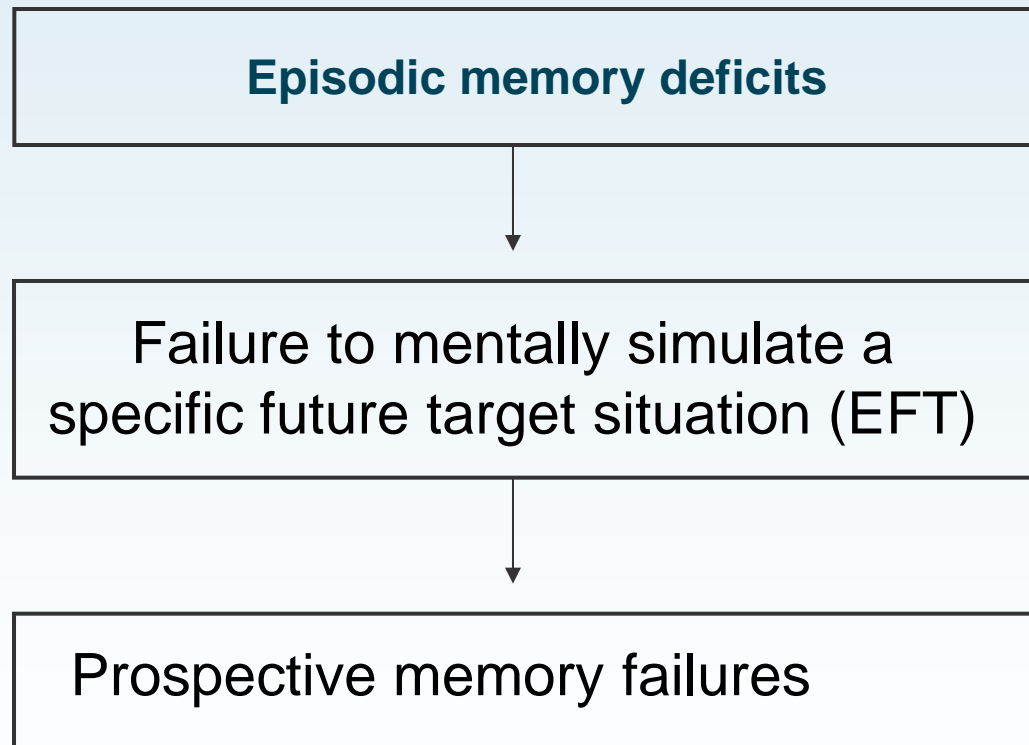 Episodic memory deficits
Failure to mentally simulate a
specific future target situation (EFT)
Prospective memory failures